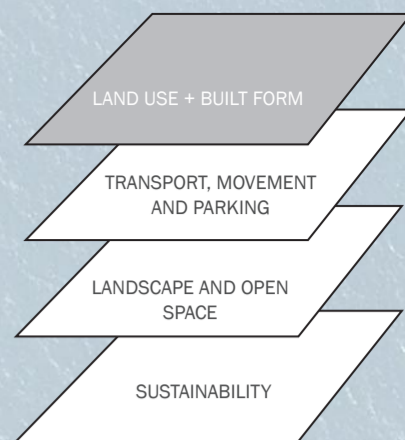 LAND USE + BUILT FORM
TRANSPORT, MOVEMENT
AND PARKING
LANDSCAPE AND OPEN
SPACE
SUSTAINABILITY